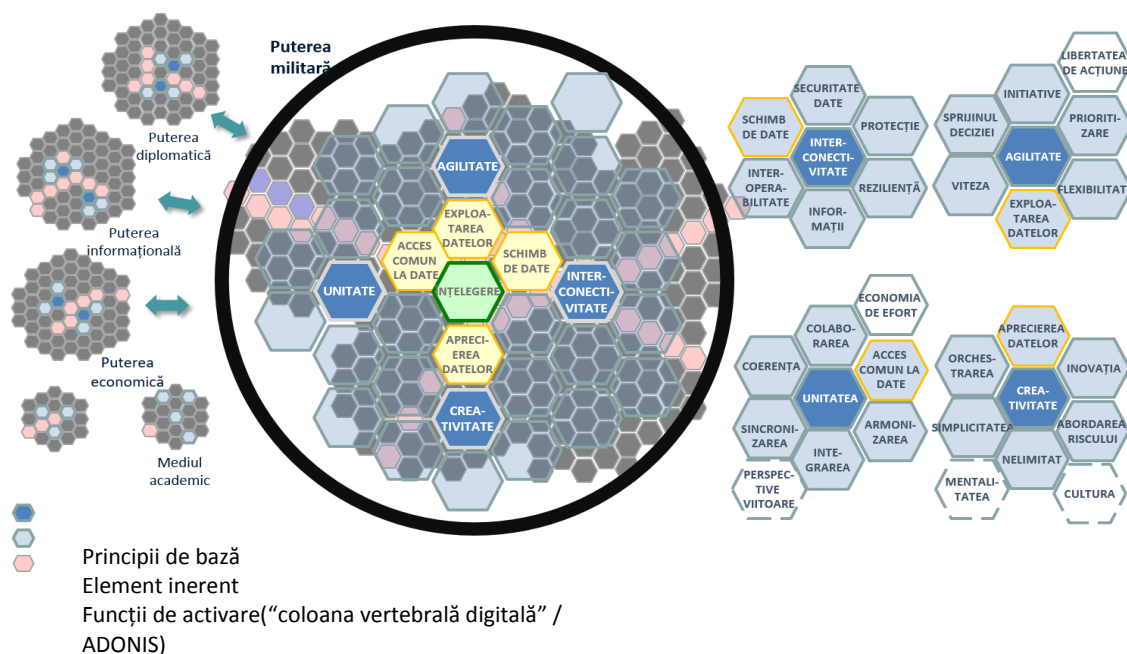 Puterea
militară
Puterea
diplomatică
Puterea
informațională
Puterea
economică
Mediul
academic
AGILITATE
EXPLOA-
TAREA
DATELOR
ACCES
COMUN
LA DATE
SCHIMB
DE DATE
UNITATE
NȚELEGERE
INTER-
CONECTI-
VITATE
APRECI-
EREA
DATELOR
CREA-
TIVITATE
SECURITATE
DATE
SCHIMB
DE DATE
PROTECȚIE
INTER-
CONECTI-
VITATE
INTER-
OPERA-
BILITATE
REZILIENȚĂ
INFOR-
MAȚII
LIBERTATEA
DE ACȚIUNE
INITIATIVE
SPRIJINUL
DECIZIEI
PRIORITI-
ZARE
AGILITATE
VITEZA
FLEXIBILITAT
EXPLOA-
TAREA
DATELOR
ECONOMIA
DE EFORT
COLABO-
RAREA
COERENȚA
ACCES
COMUN LA
DATE
UNITATEA
SINCRONI-
ZAREA
ARMONI-
ZAREA
INTE-
GRAREA
PERSPEC-
TIVE
VIITOARE
APRECIEREA
DATELOR
ORCHES-
TRAREA
INOVAȚIA
CREA-
TIVITATE
SIMPLICITATEA
ABORDAREA
RISCULUI
NELIMITAT
MENTALI-
TATEA
CULTURA
Principii de bază
Element inerent
Funcții de activare(“coloana vertebrală digitală” /
ADONIS)